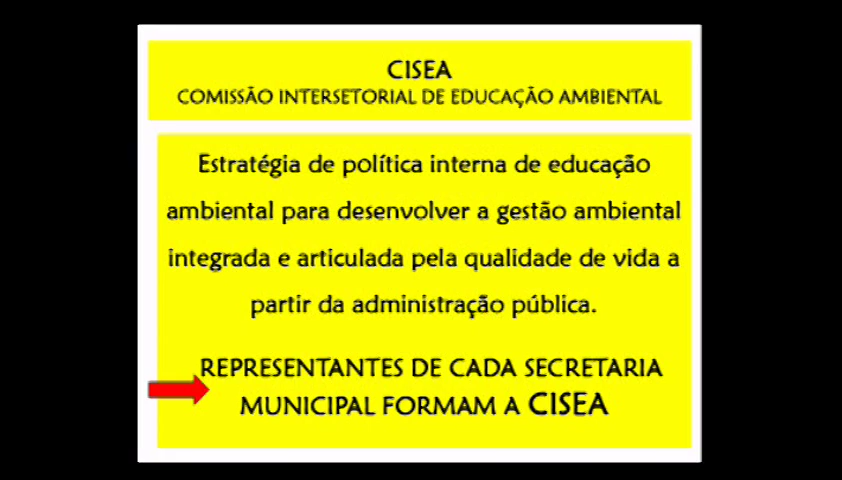 CISEA
COMISSÃO INTERSETORIAL DE EDUCAÇÃO AMBIENTAL
Estratégia de política interna de educação
ambiental para desenvolver a gestão ambiental
integrada e articulada pela qualidade de vida a
partir da administração pública.
REPRESENTANTES DE CADA SECRETARIA
MUNICIPAL FORMAM A CISEA